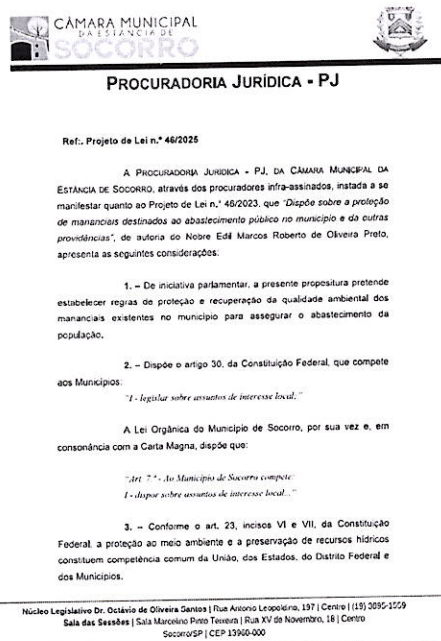 CÂMARA MUNICIPAL
DA ESTÂNCIA DE
SOCORRO
PROCURADORIA JURÍDICA - PJ
Ref:. Projeto de Lei n.º 46/2025
A PROCURADORIA JURÍDICA - PJ, DA CÂMARA MUNICIPAL DA
ESTÂNCIA DE SOCORRO, através dos procuradores infra-assinados, instada a se
manifestar quanto ao Projeto de Lei n.º 46/2023, que "Dispõe sobre a proteção
de mananciais destinados ao abastecimento público no município e da outras
providências", de autoria do Nobre Edil Marcos Roberto de Oliveira Preto,
apresenta as seguintes considerações:
1. – De iniciativa parlamentar, a presente propositura pretende
estabelecer regras de proteção e recuperação da qualidade ambiental dos
mananciais existentes no município para assegurar o abastecimento da
população.
2. – Dispõe o artigo 30, da Constituição Federal, que compete
aos Municípios:
"I - legislar sobre assuntos de interesse local;"
A Lei Orgânica do Município de Socorro, por sua vez e, em
consonância com a Carta Magna, dispõe que:
"Art. 7.º - Ao Município de Socorro compete:
I - dispor sobre assuntos de interesse local..."
3. – Conforme o art. 23, incisos VI e VII, da Constituição
Federal, a proteção ao meio ambiente e a preservação de recursos hídricos
constituem competência comum da União, dos Estados, do Distrito Federal e
dos Municípios.
Núcleo Legislativo Dr. Octávio de Oliveira Santos | Rua Antonio Leopoldino, 197 | Centro | (19) 3895-1559
Sala das Sessões | Sala Marcelino Pinto Teixeira | Rua XV de Novembro, 18 | Centro
Socorro/SP | CEP 13960-000